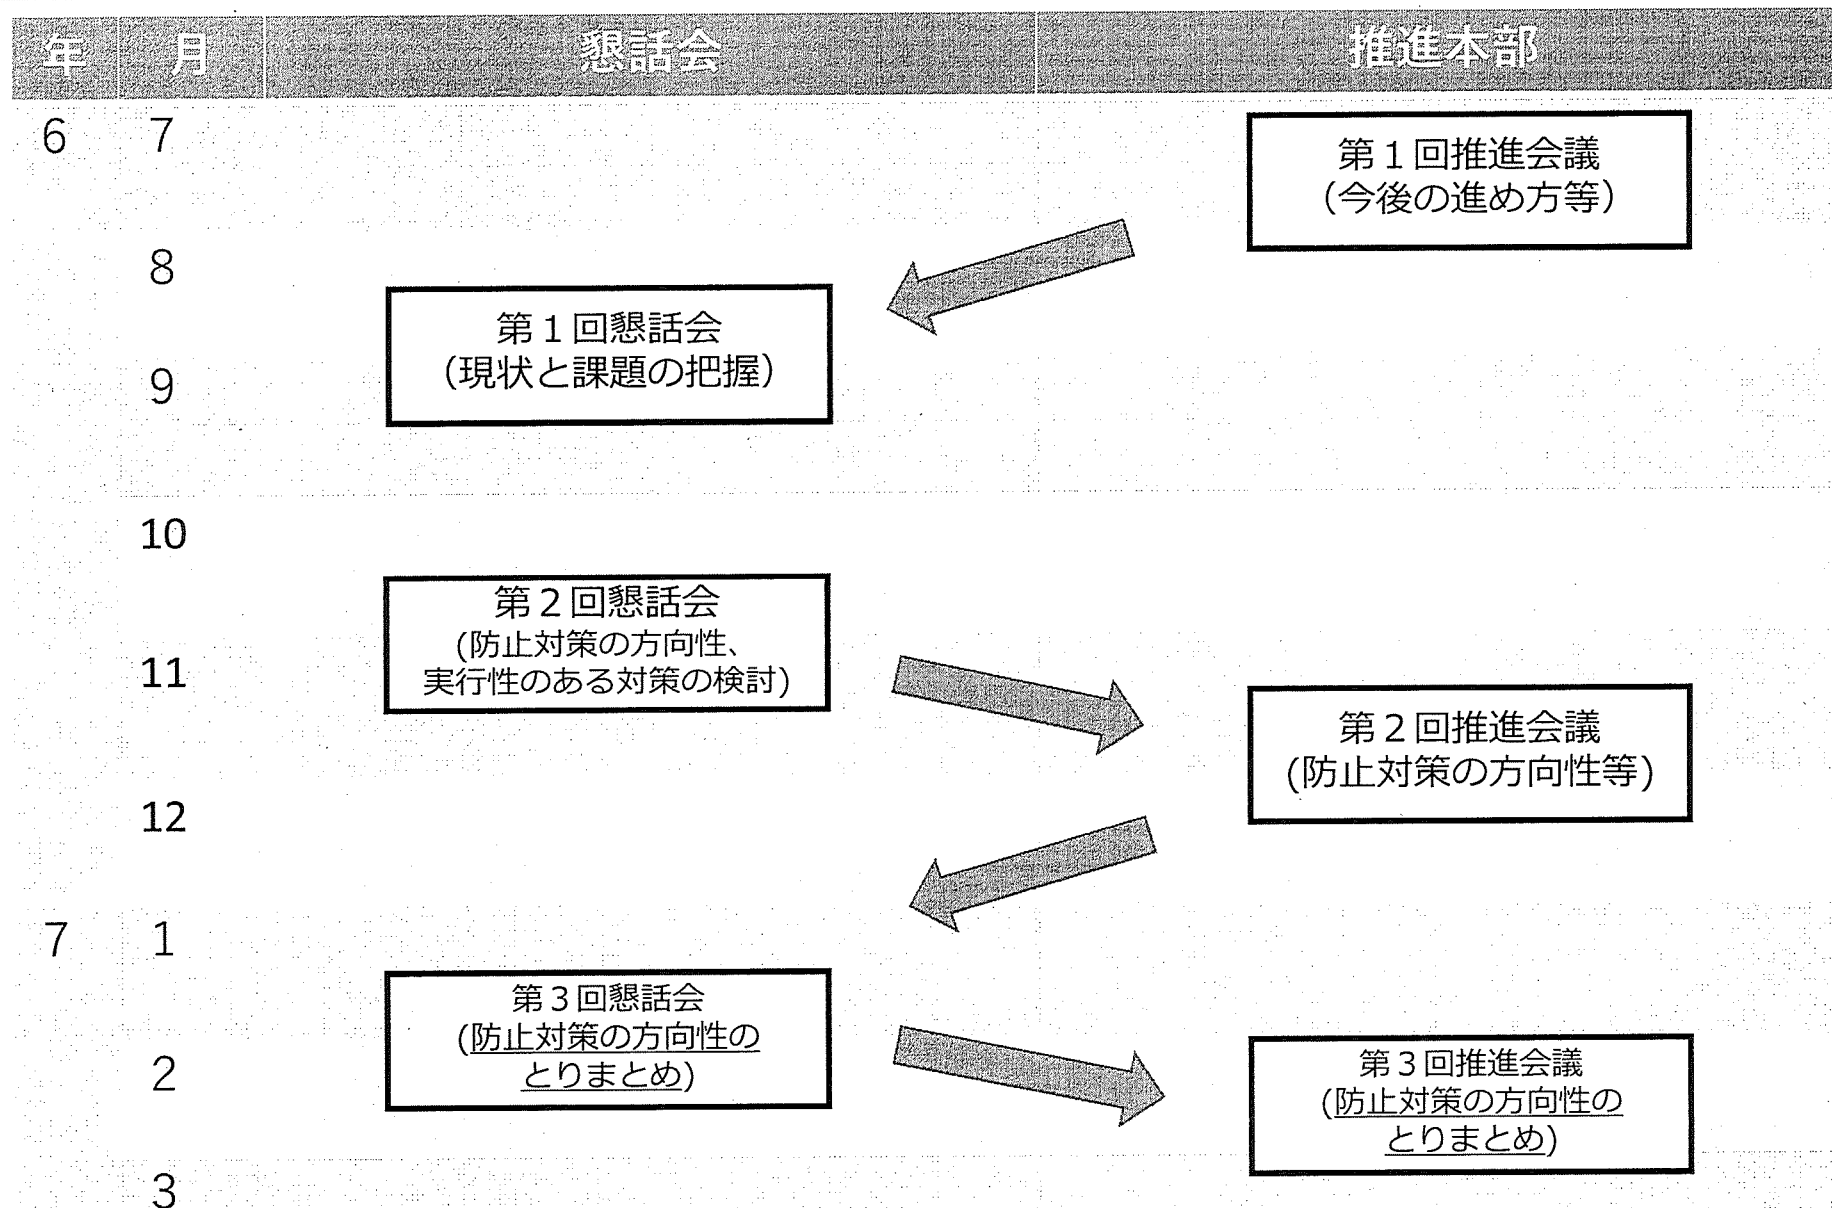 年 月 懇話会 推進本部
6 7
第１回推進会議
（今後の進め方等）
8
第１回懇話会
（現状と課題の把握）
9
10
第２回懇話会
(防止対策の方向性、
実行性のある対策の検討)
11
第２回推進会議
(防止対策の方向性等)
12
7 1
第３回懇話会
(防止対策の方向性の
とりまとめ)
2
第３回推進会議
(防止対策の方向性の
とりまとめ)
3